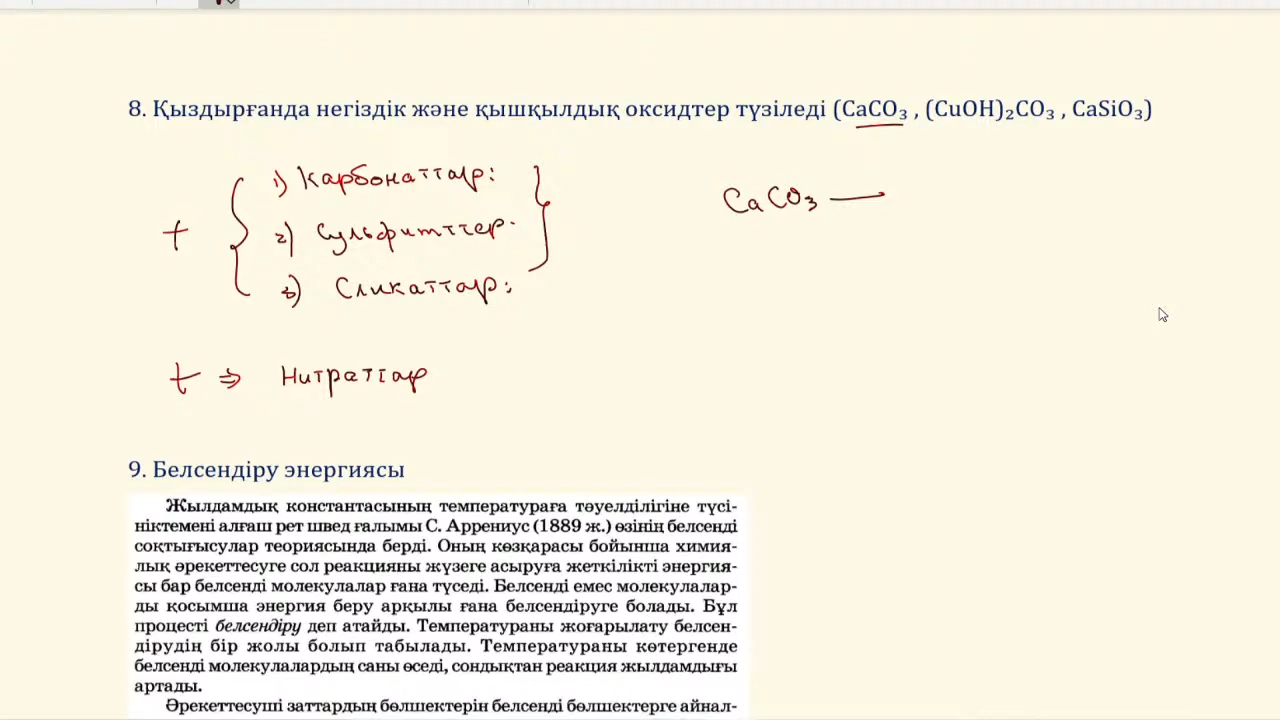 8. Қыздырғанда негіздік және қышқылдық оксидтер түзіледі (CaCO₃ , (CuOH)₂CO₃ , CaSiO₃)
1) Карбонаттар:
CaCO₃ →
t
2) Сульфиттер.
3) Сликаттар:
t ⇒ Нитраттар
9. Белсендіру энергиясы
Жылдамдық константасының температураға тәуелділігіне түсі-
ніктемені алғаш рет швед ғалымы С. Аррениус (1889 ж.) өзінің белсенді
соқтығысулар теориясында берді. Оның көзқарасы бойынша химия-
лық әрекеттесуге сол реакцияны жүзеге асыруға жеткілікті энергия-
сы бар белсенді молекулалар ғана түседі. Белсенді емес молекулалар-
ды қосымша энергия беру арқылы ғана белсендіруге болады. Бұл
процесті белсендіру деп атайды. Температураны жоғарылату белсен-
дірудің бір жолы болып табылады. Температураны көтергенде
белсенді молекулалардың саны өседі, сондықтан реакция жылдамдығы
артады.
Әрекеттесуші заттардың бөлшектерін белсенді бөлшектерге айнал-